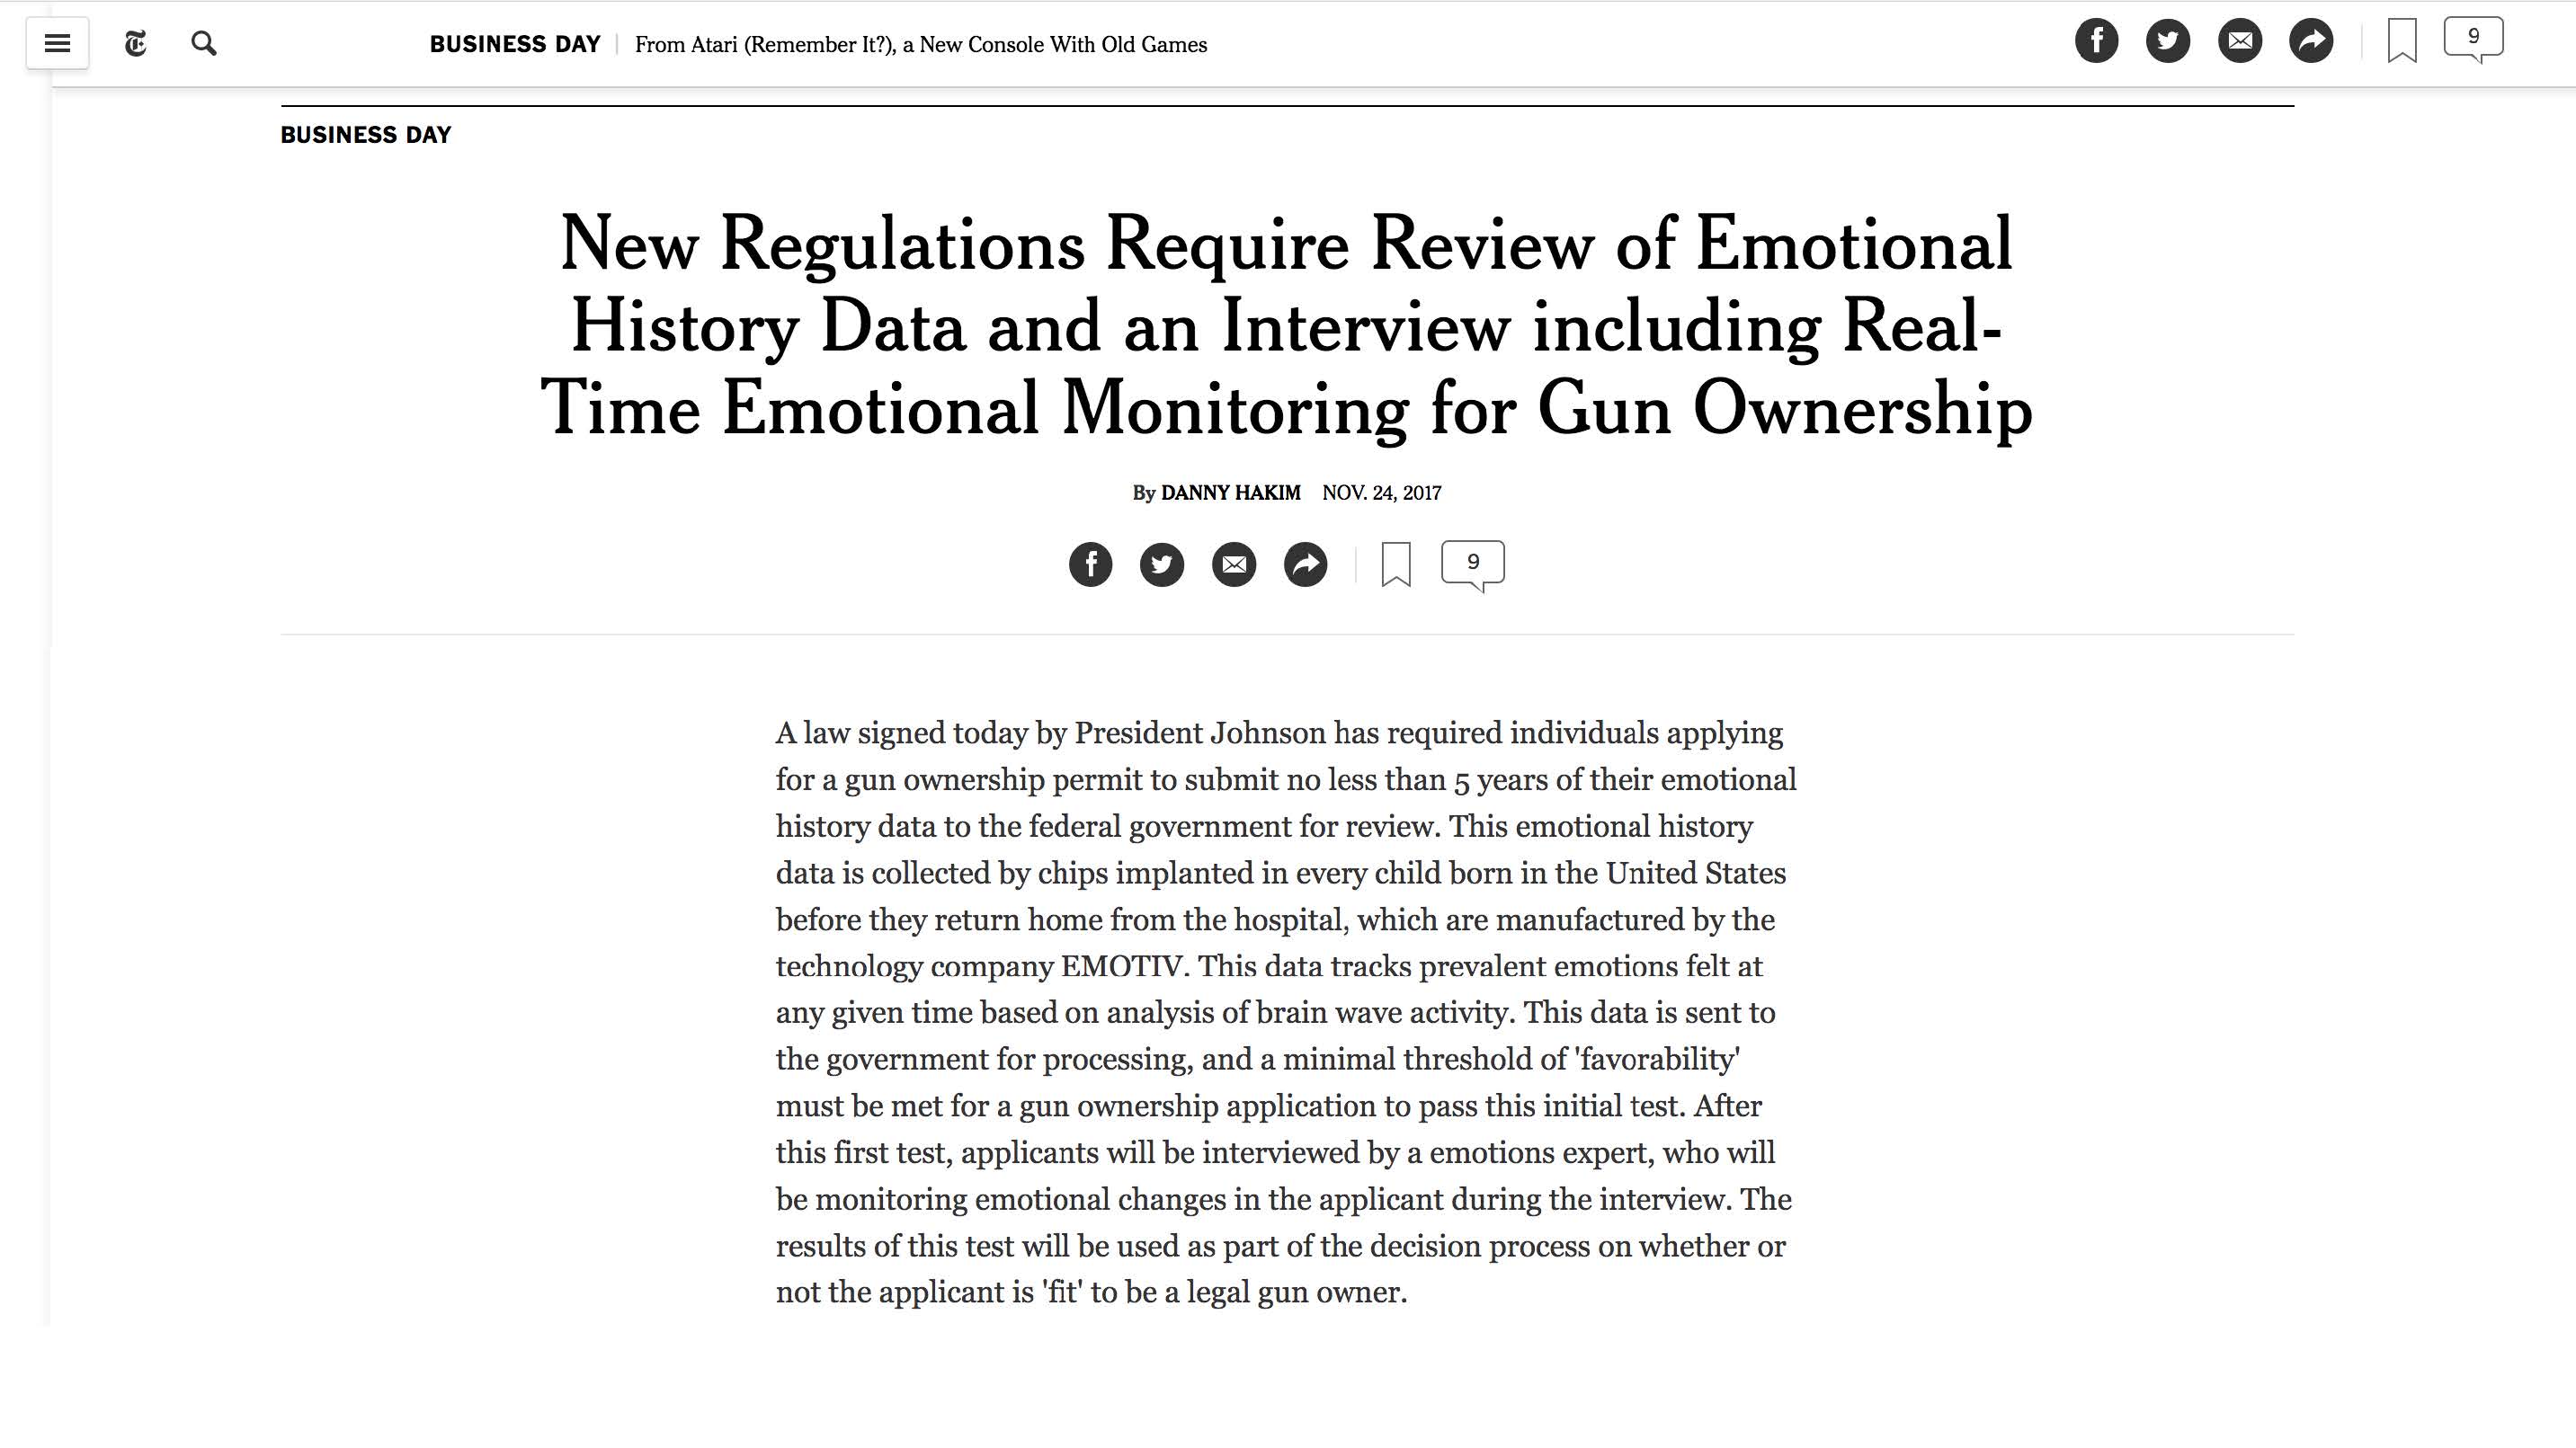 BUSINESS DAY | From Atari (Remember It?), a New Console With Old Games
9
BUSINESS DAY
New Regulations Require Review of Emotional
History Data and an Interview including Real-
Time Emotional Monitoring for Gun Ownership
By DANNY HAKIM NOV. 24, 2017
9
A law signed today by President Johnson has required individuals applying
for a gun ownership permit to submit no less than 5 years of their emotional
history data to the federal government for review. This emotional history
data is collected by chips implanted in every child born in the United States
before they return home from the hospital, which are manufactured by the
technology company EMOTIV. This data tracks prevalent emotions felt at
any given time based on analysis of brain wave activity. This data is sent to
the government for processing, and a minimal threshold of 'favorability'
must be met for a gun ownership application to pass this initial test. After
this first test, applicants will be interviewed by a emotions expert, who will
be monitoring emotional changes in the applicant during the interview. The
results of this test will be used as part of the decision process on whether or
not the applicant is 'fit' to be a legal gun owner.